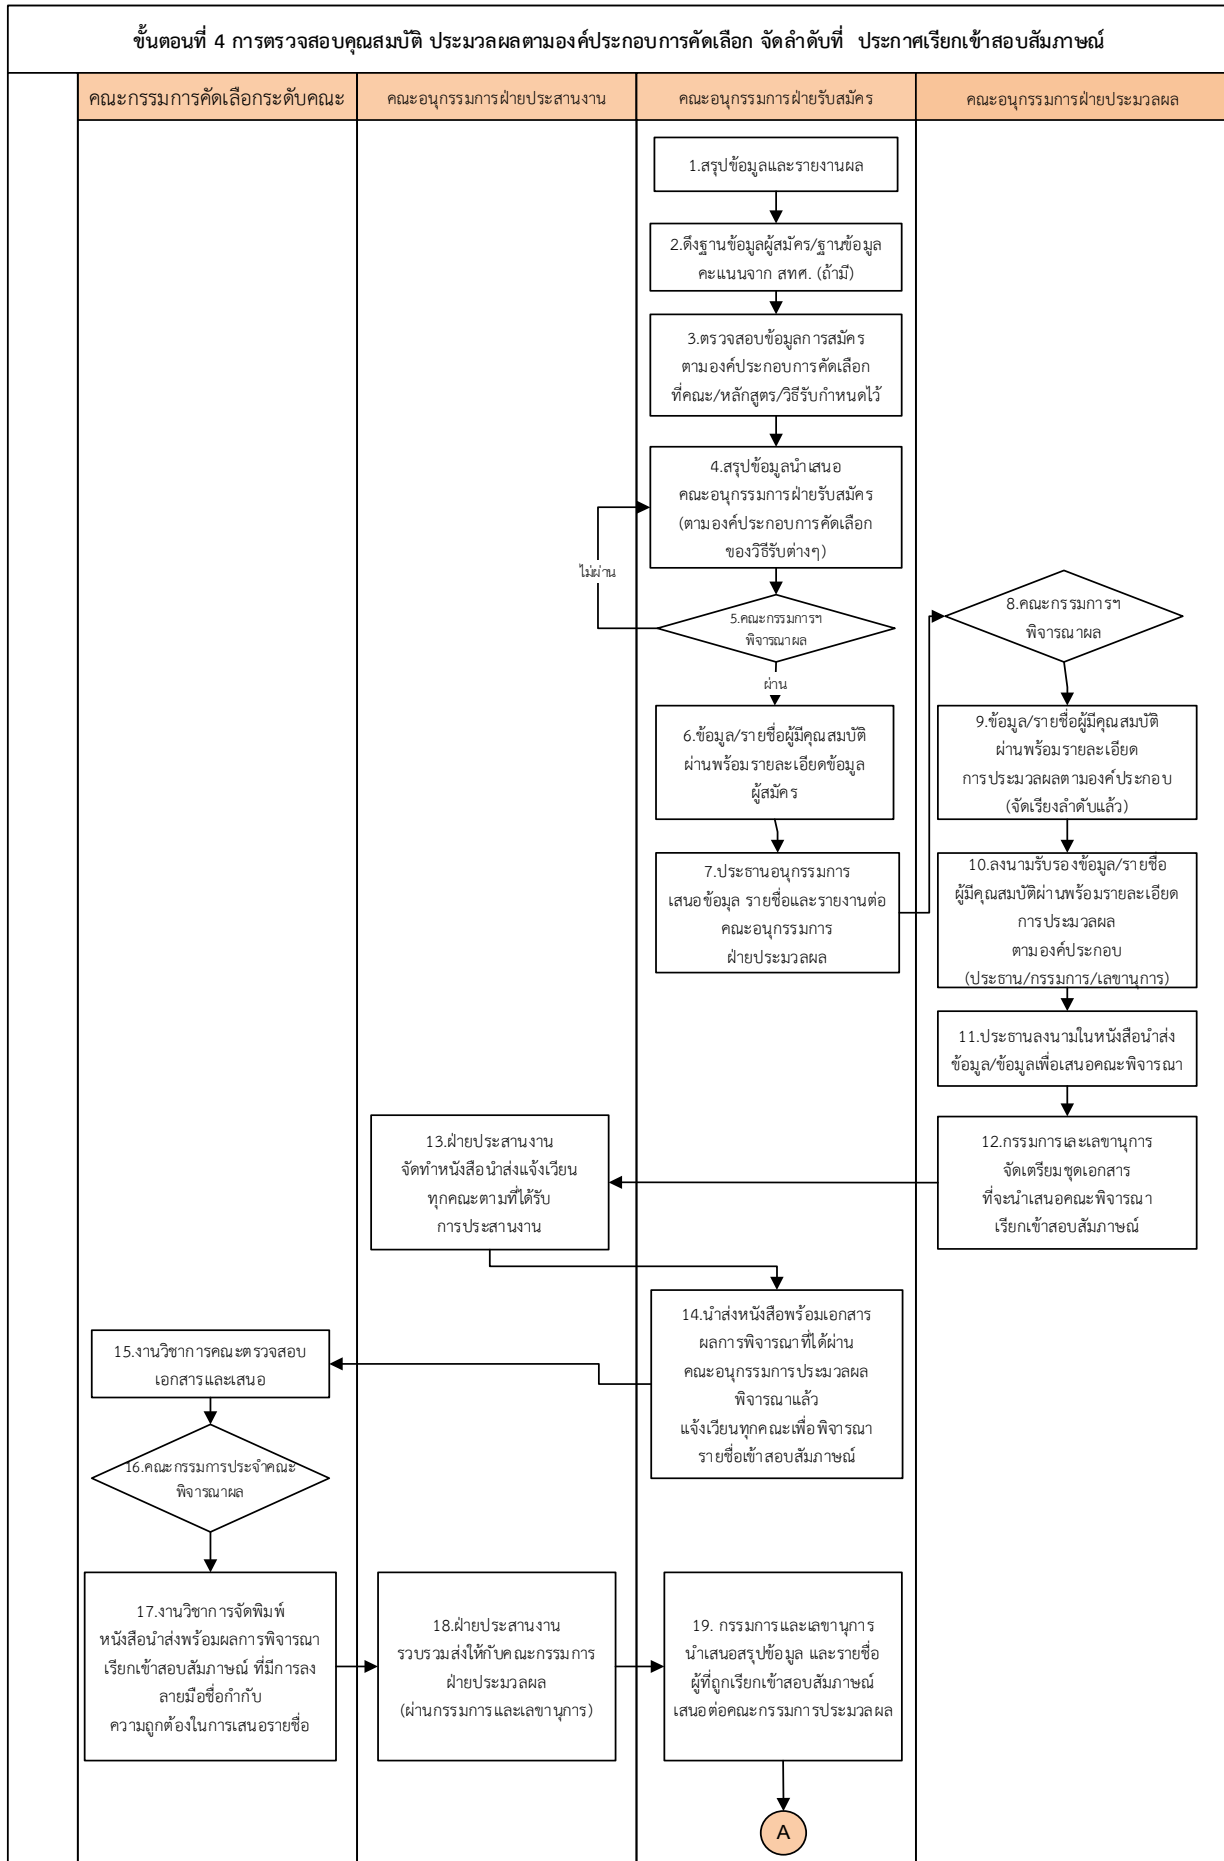 ขั้นตอนที่ 4 การตรวจสอบคุณสมบัติ ประมวลผลตามองค์ประกอบการคัดเลือก จัดลำดับที่ ประกาศเรียกเข้าสอบสัมภาษณ์
คณะกรรมการคัดเลือกระดับคณะ
คณะอนุกรรมการฝ่ายประสานงาน
คณะอนุกรรมการฝ่ายรับสมัคร
คณะอนุกรรมการฝ่ายประมวลผล
1.สรุปข้อมูลและรายงานผล
2.ดึงฐานข้อมูลผู้สมัคร/ฐานข้อมูล
คะแนนจาก สทศ. (ถ้ามี)
3.ตรวจสอบข้อมูลการสมัคร
ตามองค์ประกอบการคัดเลือก
ที่คณะ/หลักสูตร/วิธีรับกำหนดไว้
4.สรุปข้อมูลนำเสนอ
คณะอนุกรรมการฝ่ายรับสมัคร
(ตามองค์ประกอบการคัดเลือก
ของวิธีรับต่างๆ)
ไม่ผ่าน
5.คณะกรรมการฯ
พิจารณาผล
ผ่าน
6.ข้อมูล/รายชื่อผู้มีคุณสมบัติ
ผ่านพร้อมรายละเอียดข้อมูล
ผู้สมัคร
7.ประธานอนุกรรมการ
เสนอข้อมุล รายชื่อและรายงานต่อ
คณะอนุกรรมการ
ฝ่ายประมวลผล
8.คณะกรรมการฯ
พิจารณาผล
9.ข้อมูล/รายชื่อผู้มีคุณสมบัติ
ผ่านพร้อมรายละเอียด
การประมวลผลตามองค์ประกอบ
(จัดเรียงลำดับแล้ว)
10.ลงนามรับรองข้อมูล/รายชื่อ
ผู้มีคุณสมบัติผ่านพร้อมรายละเอียด
การประมวลผล
ตามองค์ประกอบ
(ประธาน/กรรมการ/เลขานุการ)
11.ประธานลงนามในหนังสือนำส่ง
ข้อมูล/ข้อมูลเพื่อเสนอคณะพิจารณา
12.กรรมการเละเลขานุการ
จัดเตรียมชุดเอกสาร
ที่จะนำเสนอคณะพิจารณา
เรียกเข้าสอบสัมภาษณ์
13.ฝ่ายประสานงาน
จัดทำหนังสือนำส่งแจ้งเวียน
ทุกคณะตามที่ได้รับ
การประสานงาน
14.นำส่งหนังสือพร้อมเอกสาร
ผลการพิจารณาที่ได้ผ่าน
คณะอนุกรรมการประมวลผล
พิจารณาแล้ว
แจ้งเวียนทุกคณะเพื่อพิจารณา
รายชื่อเข้าสอบสัมภาษณ์
15.งานวิชาการคณะตรวจสอบ
เอกสารและเสนอ
16.คณะกรรมการประจำคณะ
พิจารณาผล
17.งานวิชาการจัดพิมพ์
หนังสือนำส่งพร้อมผลการพิจารณา
เรียกเข้าสอบสัมภาษณ์ ที่มีการลง
ลายมือชื่อกำกับ
ความถูกต้องในการเสนอรายชื่อ
18.ฝ่ายประสานงาน
รวบรวมส่งให้กับคณะกรรมการ
ฝ่ายประมวลผล
(ผ่านกรรมการและเลขานุการ)
19. กรรมการและเลขานุการ
นำเสนอสรุปข้อมูล และรายชื่อ
ผู้ที่ถูกเรียกเข้าสอบสัมภาษณ์
เสนอต่อคณะกรรมการประมวลผล
A